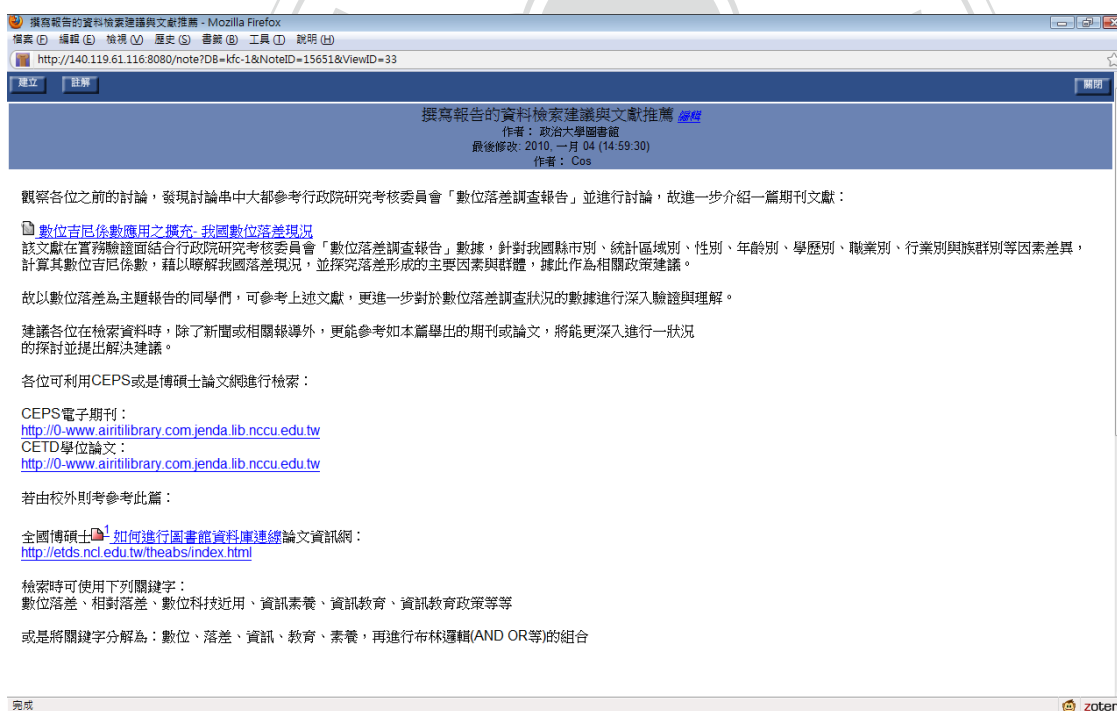 撰寫報告的資料檢索建議與文獻推薦 - Mozilla Firefox
檔案(F) 編輯(E) 檢視(V) 歷史(S) 書籤(B) 工具(T) 說明(H)
http://140.119.61.116:8080/note?DB=kfc-1&NoteID=15651&ViewID=33
建立 註解 關閉
撰寫報告的資料檢索建議與文獻推薦 編輯
作者： 政治大學圖書館
最後修改: 2010, 一月 04 (14:59:30)
作者： Cos
觀察各位之前的討論，發現討論串中大都參考行政院研究考核委員會「數位落差調查報告」並進行討論，故進一步介紹一篇期刊文獻：
數位吉尼係數應用之擴充- 我國數位落差現況
該文獻在實務驗證面結合行政院研究考核委員會「數位落差調查報告」數據，針對我國縣市別、統計區域別、性別、年齡別、學歷別、職業別、行業別與族群別等因素差異，
計算其數位吉尼係數，藉以瞭解我國落差現況，並探究落差形成的主要因素與群體，據此作為相關政策建議。
故以數位落差為主題報告的同學們，可參考上述文獻，更進一步對於數位落差調查狀況的數據進行深入驗證與理解。
建議各位在檢索資料時，除了新聞或相關報導外，更能參考如本篇舉出的期刊或論文，將能更深入進行一狀況
的探討並提出解決建議。
各位可利用CEPS或是博碩士論文網進行檢索：
CEPS電子期刊：
http://0-www.airitilibrary.com.jenda.lib.nccu.edu.tw
CETD學位論文：
http://0-www.airitilibrary.com.jenda.lib.nccu.edu.tw
若由校外則考參考此篇：
全國博碩士1 如何進行圖書館資料庫連線論文資訊網：
http://etds.ncl.edu.tw/theabs/index.html
檢索時可使用下列關鍵字：
數位落差、相對落差、數位科技近用、資訊素養、資訊教育、資訊教育政策等等
或是將關鍵字分解為：數位、落差、資訊、教育、素養，再進行布林邏輯(AND OR等)的組合
完成 zoter